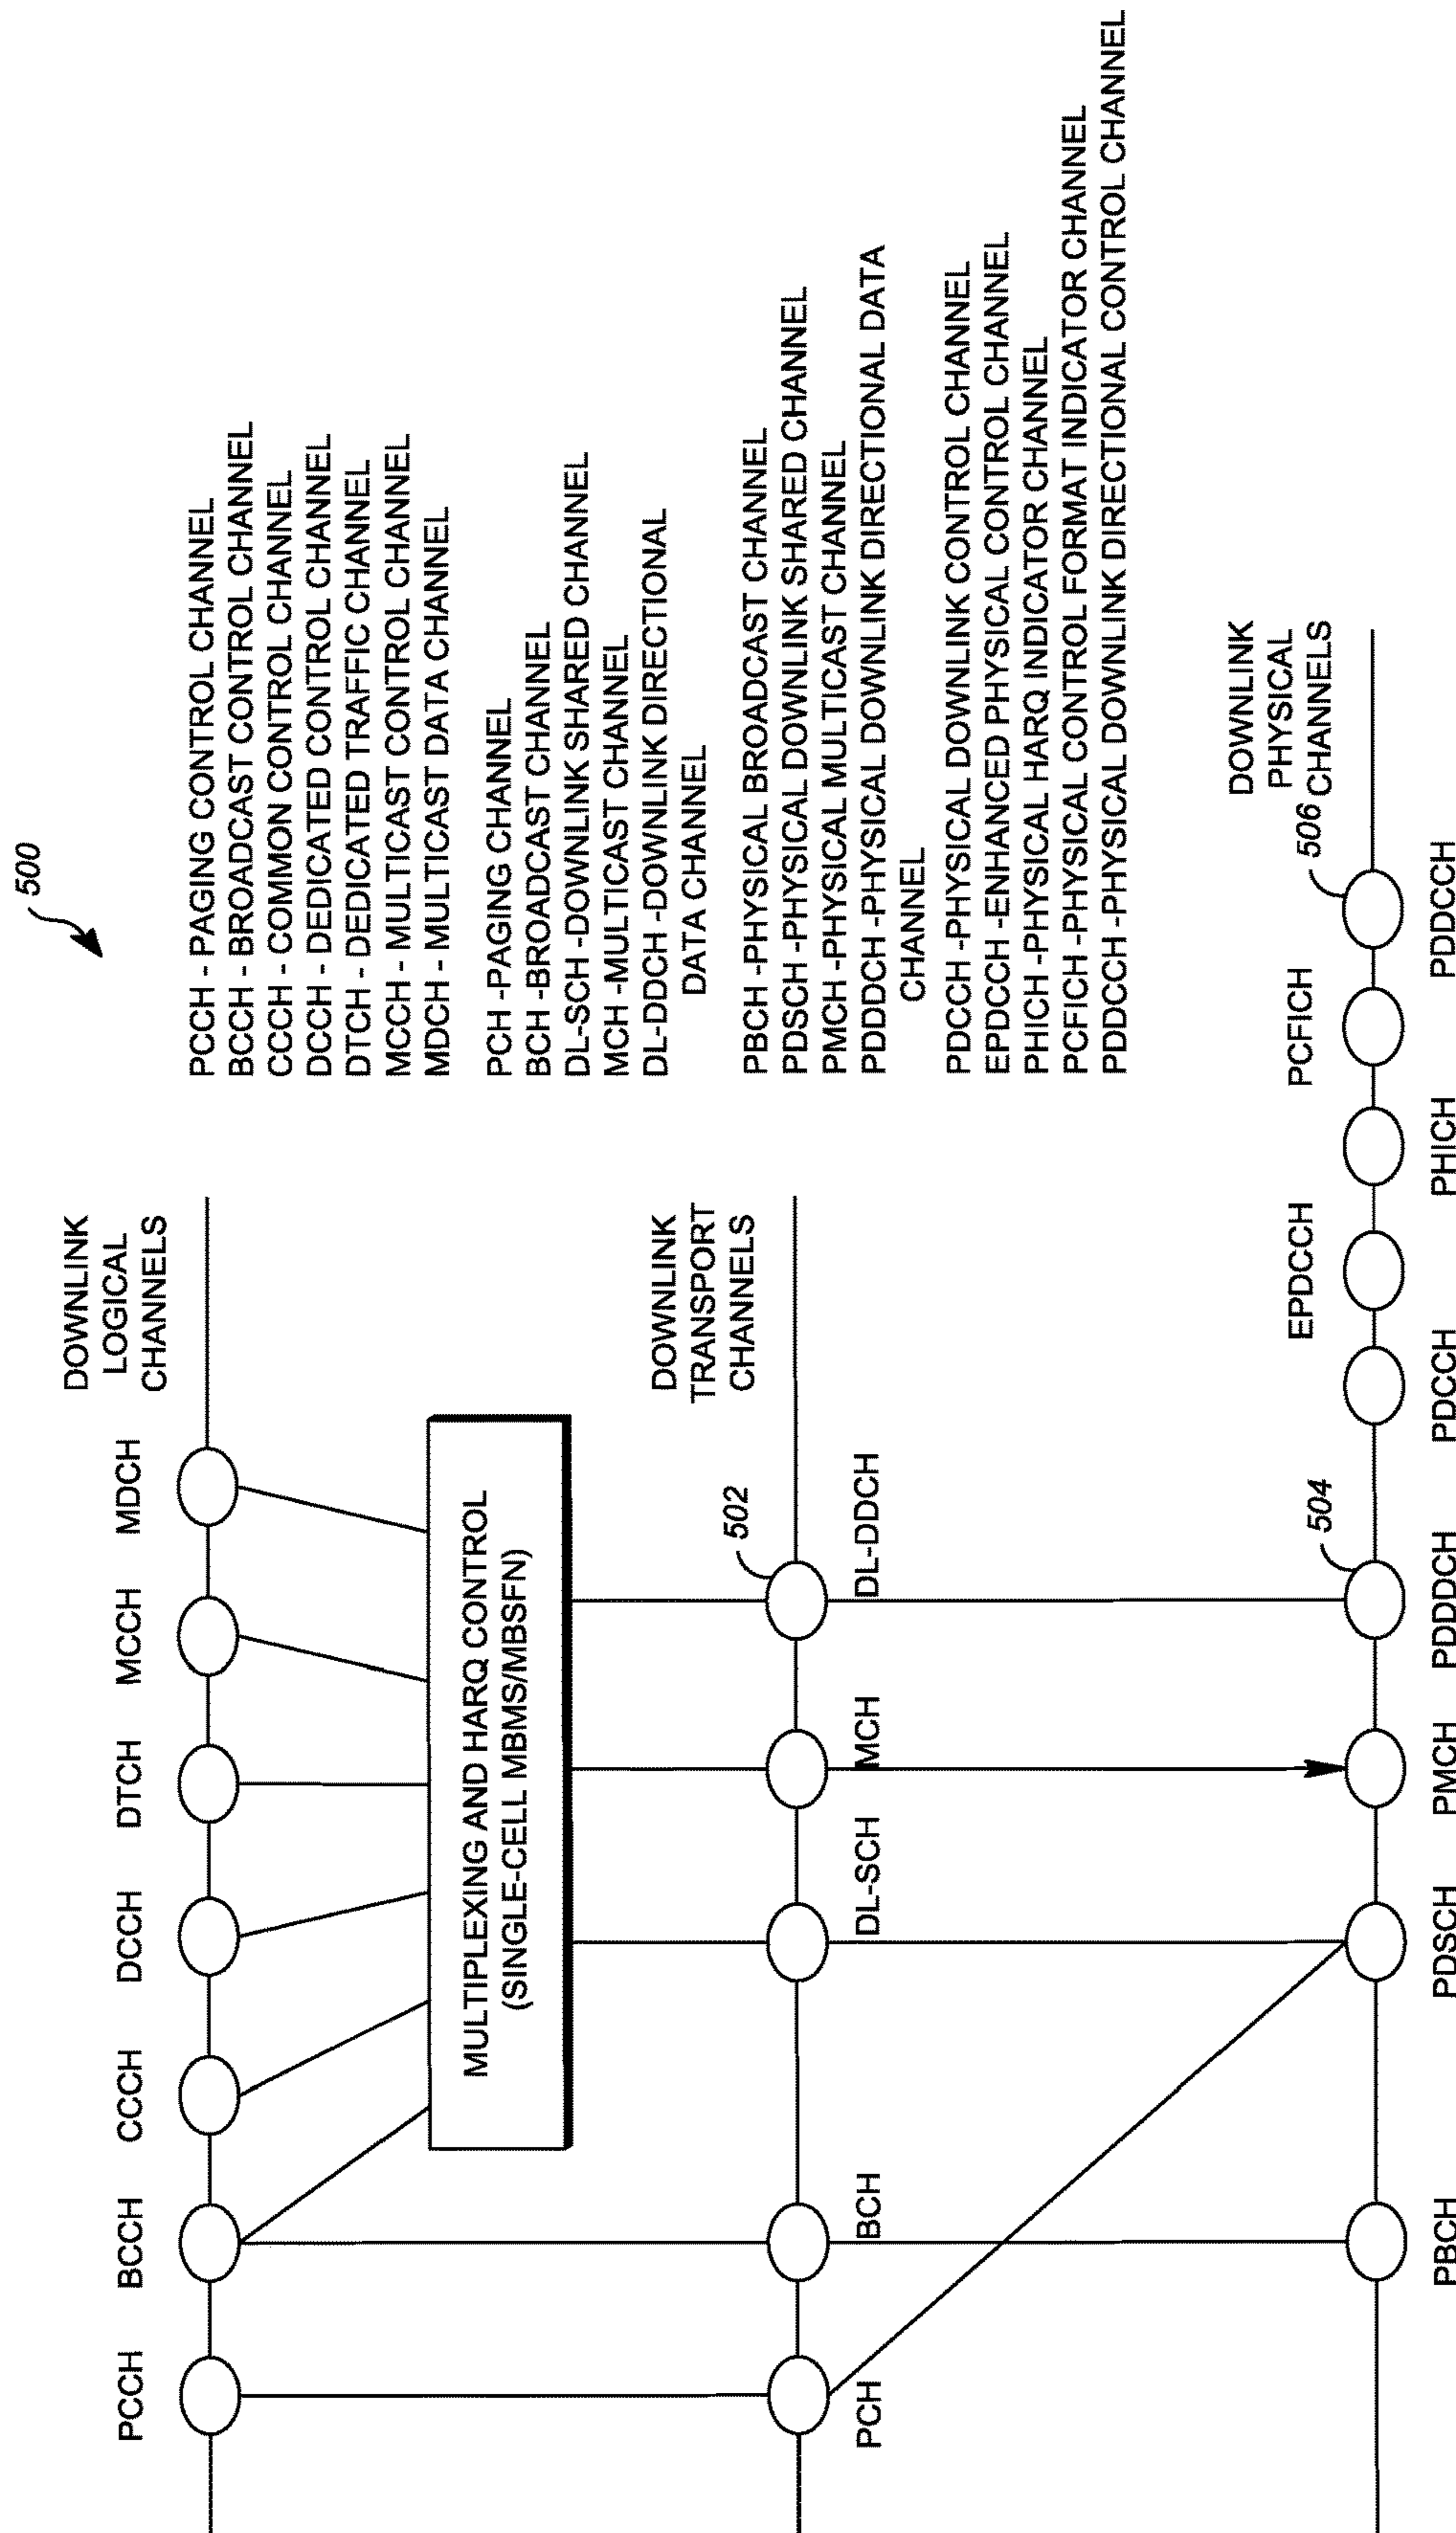 500
DOWNLINK
LOGICAL
CHANNELS
PCCH
BCCH
CCCH
DCCH
DTCH
MCCH
MDCH
MULTIPLEXING AND HARQ CONTROL
(SINGLE-CELL MBMS/MBSFN)
DOWNLINK
TRANSPORT
CHANNELS
502
PCH
BCH
DL-SCH
MCH
DL-DDCH
PCCH - PAGING CONTROL CHANNEL
BCCH - BROADCAST CONTROL CHANNEL
CCCH - COMMON CONTROL CHANNEL
DCCH - DEDICATED CONTROL CHANNEL
DTCH - DEDICATED TRAFFIC CHANNEL
MCCH - MULTICAST CONTROL CHANNEL
MDCH - MULTICAST DATA CHANNEL
PCH -PAGING CHANNEL
BCH -BROADCAST CHANNEL
DL-SCH -DOWNLINK SHARED CHANNEL
MCH -MULTICAST CHANNEL
DL-DDCH -DOWNLINK DIRECTIONAL
DATA CHANNEL
PBCH -PHYSICAL BROADCAST CHANNEL
PDSCH -PHYSICAL DOWNLINK SHARED CHANNEL
PMCH -PHYSICAL MULTICAST CHANNEL
PDDDCH -PHYSICAL DOWNLINK DIRECTIONAL DATA
CHANNEL
PDCCH -PHYSICAL DOWNLINK CONTROL CHANNEL
EPDCCH -ENHANCED PHYSICAL CONTROL CHANNEL
PHICH -PHYSICAL HARQ INDICATOR CHANNEL
PCFICH -PHYSICAL CONTROL FORMAT INDICATOR CHANNEL
PDDCCH -PHYSICAL DOWNLINK DIRECTIONAL CONTROL CHANNEL
DOWNLINK
PHYSICAL
CHANNELS
504
EPDCCH
PCFICH
506
PBCH
PDSCH
PMCH
PDDDCH
PDCCH
PHICH
PDDCCH